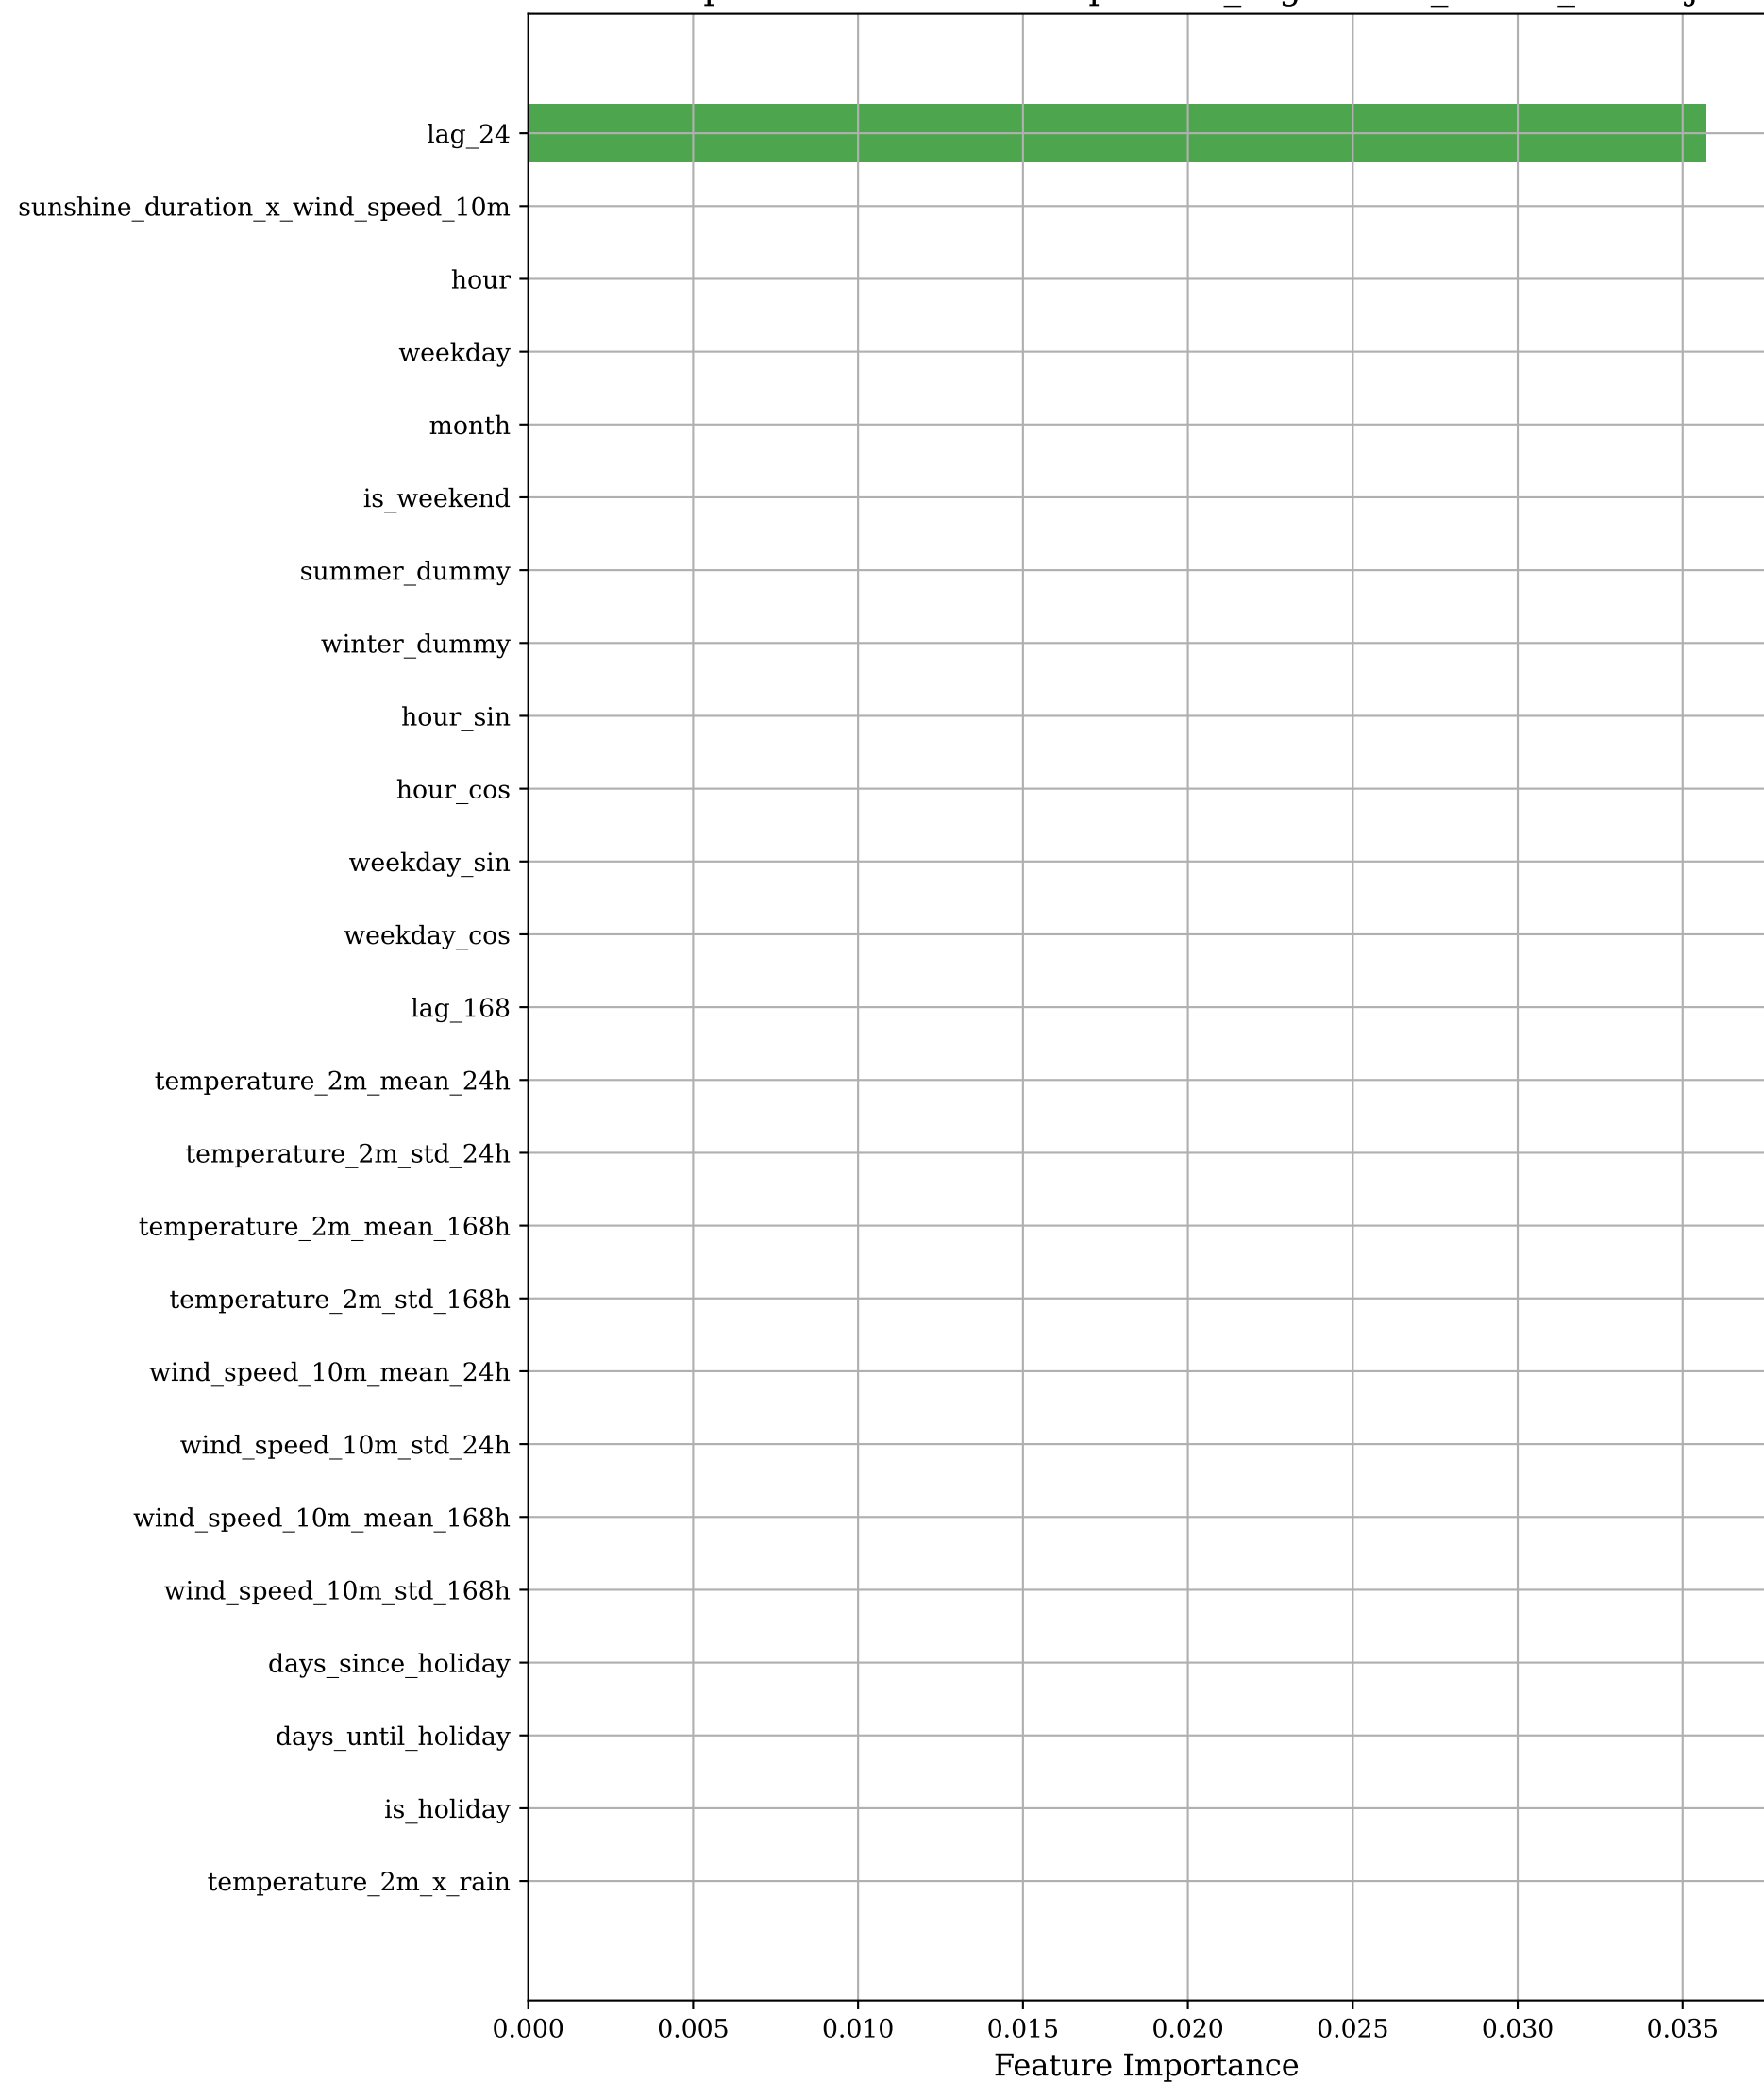 lag_24
sunshine_duration_x_wind_speed_10m
hour
weekday
month
is_weekend
summer_dummy
winter_dummy
hour_sin
hour_cos
weekday_sin
weekday_cos
lag_168
temperature_2m_mean_24h
temperature_2m_std_24h
temperature_2m_mean_168h
temperature_2m_std_168h
wind_speed_10m_mean_24h
wind_speed_10m_std_24h
wind_speed_10m_mean_168h
wind_speed_10m_std_168h
days_since_holiday
days_until_holiday
is_holiday
temperature_2m_x_rain
0.000 0.005 0.010 0.015 0.020 0.025 0.030 0.035
Feature Importance